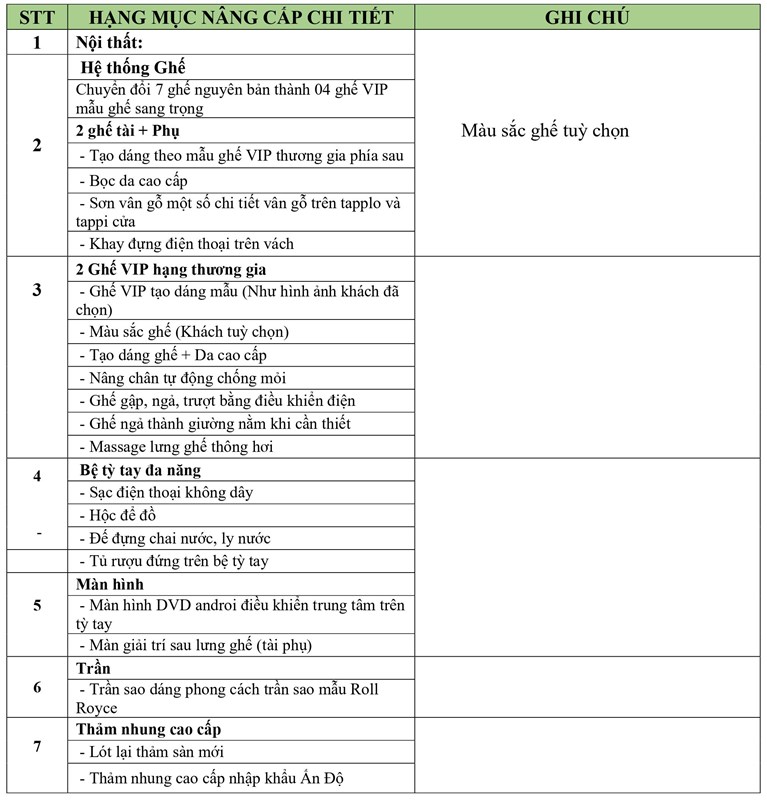 STT HẠNG MỤC NÂNG CẤP CHI TIẾT GHI CHÚ
1 Nội thất:
Hệ thống Ghế
Chuyển đổi 7 ghế nguyên bản thành 04 ghế VIP
mẫu ghế sang trọng
2 ghế tài + Phụ
2
Màu sắc ghế tuỳ chọn
- Tạo dáng theo mẫu ghế VIP thương gia phía sau
- Bọc da cao cấp
- Sơn vân gỗ một số chi tiết vân gỗ trên tapplo và
tappi cửa
- Khay đựng điện thoại trên vách
2 Ghế VIP hạng thương gia
3
- Ghế VIP tạo dáng mẫu (Như hình ảnh khách đã
chọn)
- Màu sắc ghế (Khách tuỳ chọn)
- Tạo dáng ghế + Da cao cấp
- Nâng chân tự động chống mỏi
- Ghế gập, ngả, trượt bằng điều khiển điện
- Ghế ngả thành giường nằm khi cần thiết
- Massage lưng ghế thông hơi
4 Bệ tỳ tay đa năng
- Sạc điện thoại không dây
- Hộc để đồ
- - Đế đựng chai nước, ly nước
- Tủ rượu đứng trên bệ tỳ tay
Màn hình
5 - Màn hình DVD androi điều khiển trung tâm trên
tỳ tay
- Màn giải trí sau lưng ghế (tài phụ)
Trần
6 - Trần sao dáng phong cách trần sao mẫu Roll
Royce
Thảm nhung cao cấp
7 - Lót lại thảm sàn mới
- Thảm nhung cao cấp nhập khẩu Ấn Độ